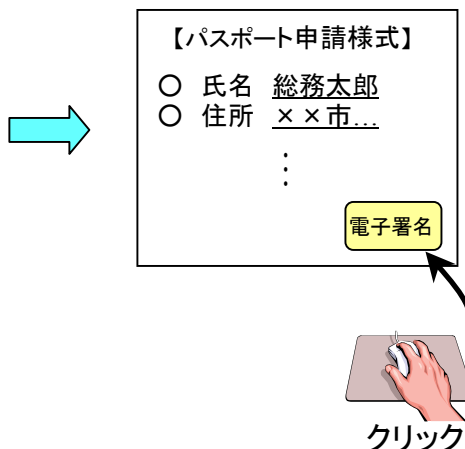 【パスポート申請様式】
○ 氏名 総務太郎
○ 住所 ××市…
⋮
電子署名
クリック